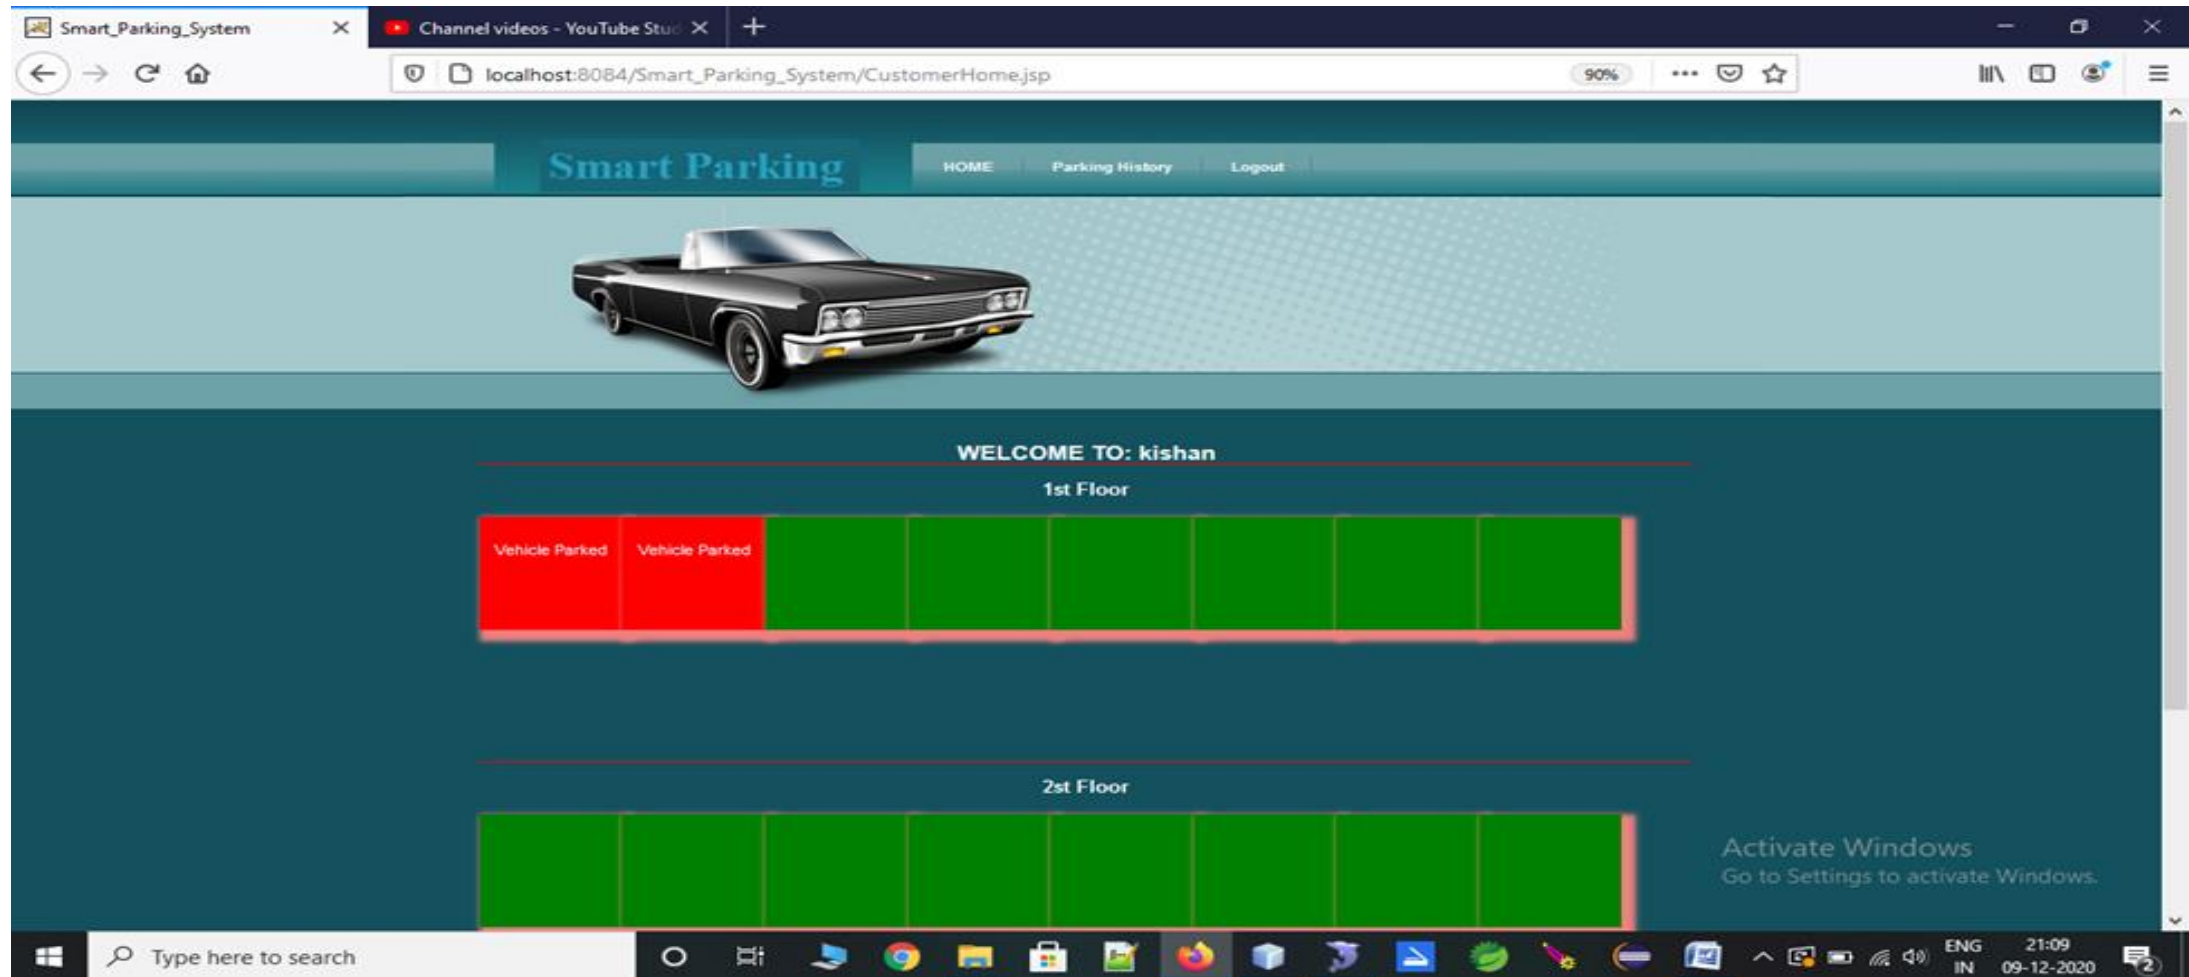 Smart_Parking_System
Channel videos - YouTube Stu
localhost:8084/Smart_Parking_System/CustomerHome.jsp
90%
Smart Parking
HOME
Parking History
Logout
WELCOME TO: kishan
1st Floor
Vehicle Parked
Vehicle Parked
2st Floor
Activate Windows
Go to Settings to activate Windows.
Type here to search
ENG
IN
21:09
09-12-2020
2